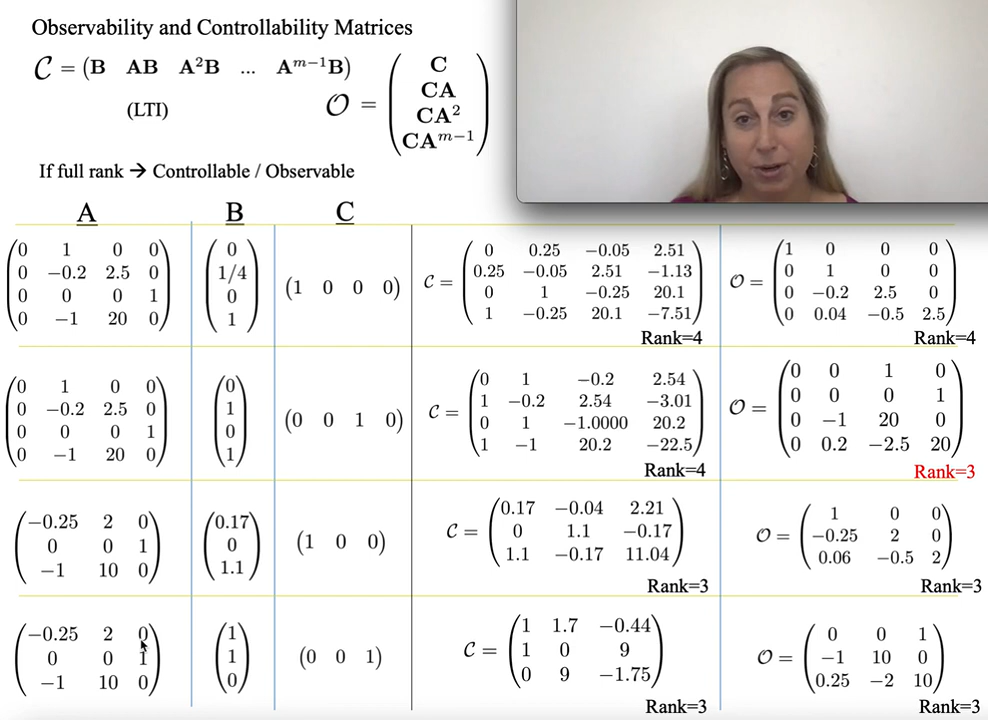 Observability and Controllability Matrices
𝒞 = (B AB A²B ... Aᵐ⁻¹B)
(LTI)
𝒪 = ( C
CA
CA²
CAᵐ⁻¹ )
If full rank → Controllable / Observable
A B C
(0 1 0 0)
(0 −0.2 2.5 0)
(0 0 0 1)
(0 −1 20 0)
(0)
(1/4)
(0)
(1)
(1 0 0 0)
𝒞 =
(0 0.25 −0.05 2.51)
(0.25 −0.05 2.51 −1.13)
(0 1 −0.25 20.1)
(1 −0.25 20.1 −7.51)
Rank=4
𝒪 =
(1 0 0 0)
(0 1 0 0)
(0 −0.2 2.5 0)
(0 0.04 −0.5 2.5)
Rank=4
(0 1 0 0)
(0 −0.2 2.5 0)
(0 0 0 1)
(0 −1 20 0)
(0)
(1)
(0)
(1)
(0 0 1 0)
𝒞 =
(0 1 −0.2 2.54)
(1 −0.2 2.54 −3.01)
(0 1 −1.0000 20.2)
(1 −1 20.2 −22.5)
Rank=4
𝒪 =
(0 0 1 0)
(0 0 0 1)
(0 −1 20 0)
(0 0.2 −2.5 20)
Rank=3
(−0.25 2 0)
(0 0 1)
(−1 10 0)
(0.17)
(0)
(1.1)
(1 0 0)
𝒞 =
(0.17 −0.04 2.21)
(0 1.1 −0.17)
(1.1 −0.17 11.04)
Rank=3
𝒪 =
(1 0 0)
(−0.25 2 0)
(0.06 −0.5 2)
Rank=3
(−0.25 2 0)
(0 0 1)
(−1 10 0)
(1)
(1)
(0)
(0 0 1)
𝒞 =
(1 1.7 −0.44)
(1 0 9)
(0 9 −1.75)
Rank=3
𝒪 =
(0 0 1)
(−1 10 0)
(0.25 −2 10)
Rank=3